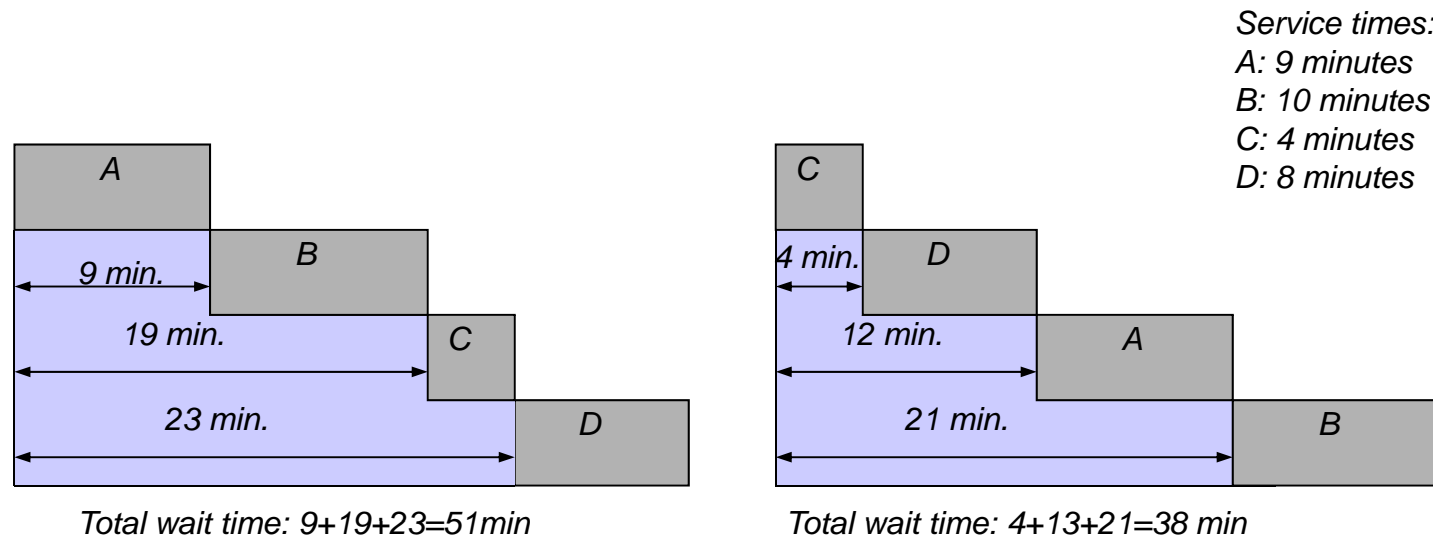 Service times:
A: 9 minutes
B: 10 minutes
C: 4 minutes
D: 8 minutes
A
B
9 min.
19 min.
C
23 min.
D
Total wait time: 9+19+23=51min
C
4 min.
D
12 min.
A
21 min.
B
Total wait time: 4+13+21=38 min